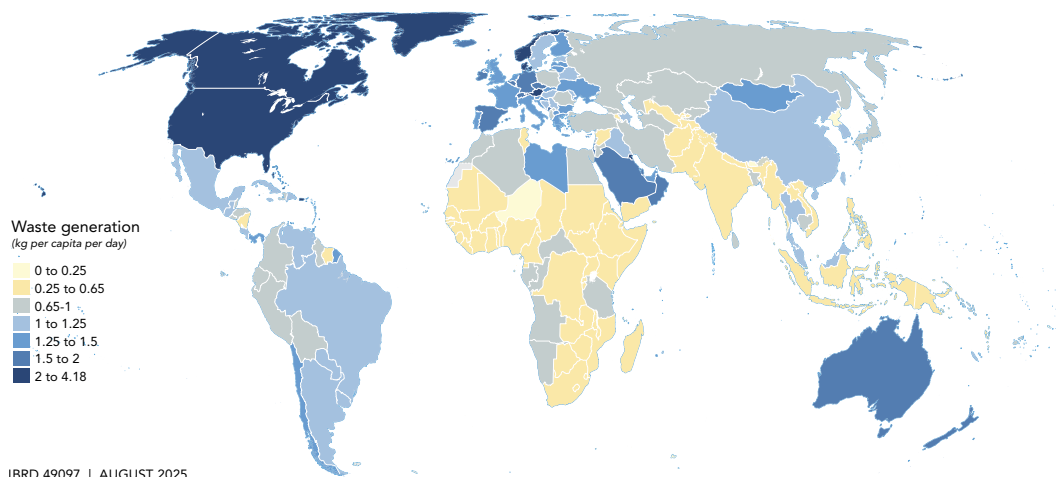 Waste generation
(kg per capita per day)
0 to 0.25
0.25 to 0.65
0.65-1
1 to 1.25
1.25 to 1.5
1.5 to 2
2 to 4.18
IBRD 49097 | AUGUST 2025